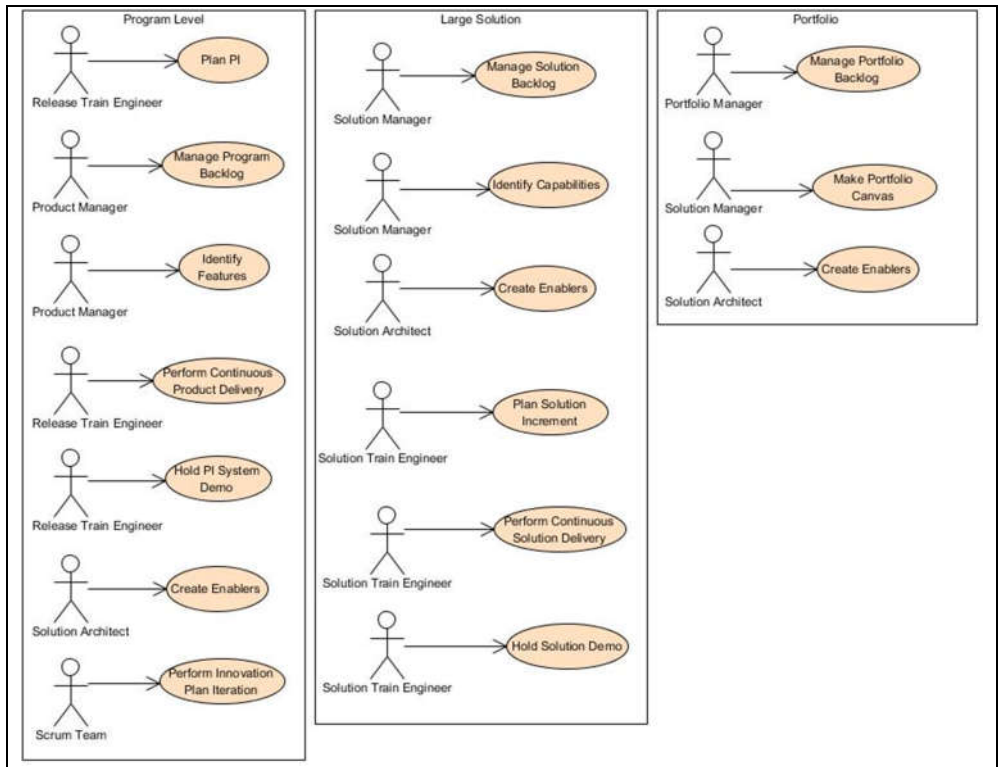 Program Level
Plan PI
Release Train Engineer
Manage Program
Backlog
Product Manager
Identify
Features
Product Manager
Perform Continuous
Product Delivery
Release Train Engineer
Hold PI System
Demo
Release Train Engineer
Create Enablers
Solution Architect
Perform Innovation
Plan Iteration
Scrum Team
Large Solution
Manage Solution
Backlog
Solution Manager
Identify Capabilities
Solution Manager
Create Enablers
Solution Architect
Plan Solution
Increment
Solution Train Engineer
Perform Continuous
Solution Delivery
Solution Train Engineer
Hold Solution Demo
Solution Train Engineer
Portfolio
Manage Portfolio
Backlog
Portfolio Manager
Make Portfolio
Canvas
Solution Manager
Create Enablers
Solution Architect